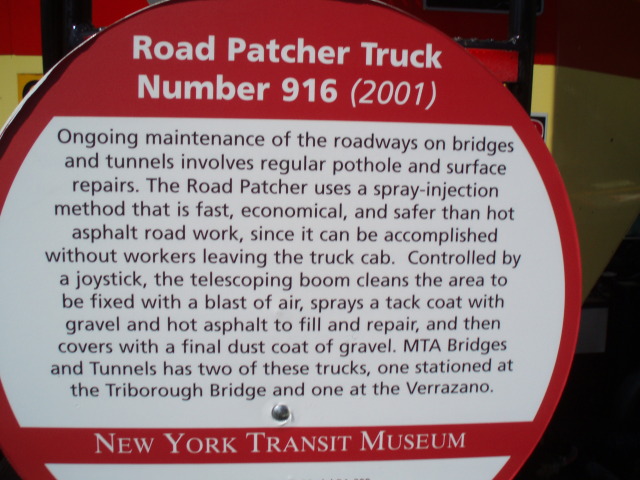 Road Patcher Truck
Number 916 (2001)
Ongoing maintenance of the roadways on bridges
and tunnels involves regular pothole and surface
repairs. The Road Patcher uses a spray-injection
method that is fast, economical, and safer than hot
asphalt road work, since it can be accomplished
without workers leaving the truck cab. Controlled by
a joystick, the telescoping boom cleans the area to
be fixed with a blast of air, sprays a tack coat with
gravel and hot asphalt to fill and repair, and then
covers with a final dust coat of gravel. MTA Bridges
and Tunnels has two of these trucks, one stationed at
the Triborough Bridge and one at the Verrazano.
NEW YORK TRANSIT MUSEUM